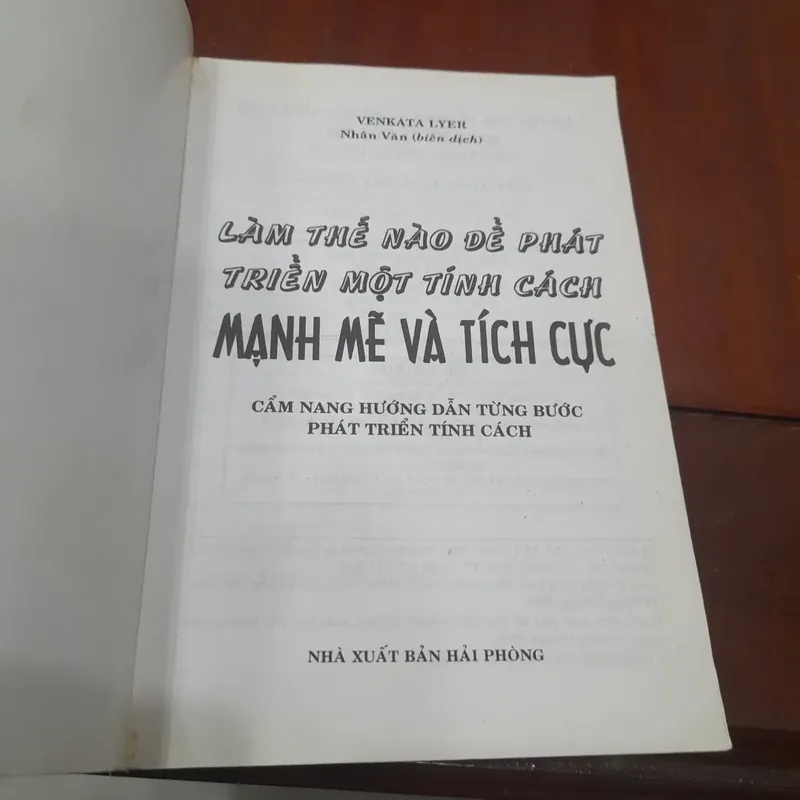 VENKATA LYER
Nhân Văn (biên dịch)
LÀM THẾ NÀO ĐỂ PHÁT
TRIỂN MỘT TÍNH CÁCH
MẠNH MẼ VÀ TÍCH CỰC
CẨM NANG HƯỚNG DẪN TỪNG BƯỚC
PHÁT TRIỂN TÍNH CÁCH
NHÀ XUẤT BẢN HẢI PHÒNG